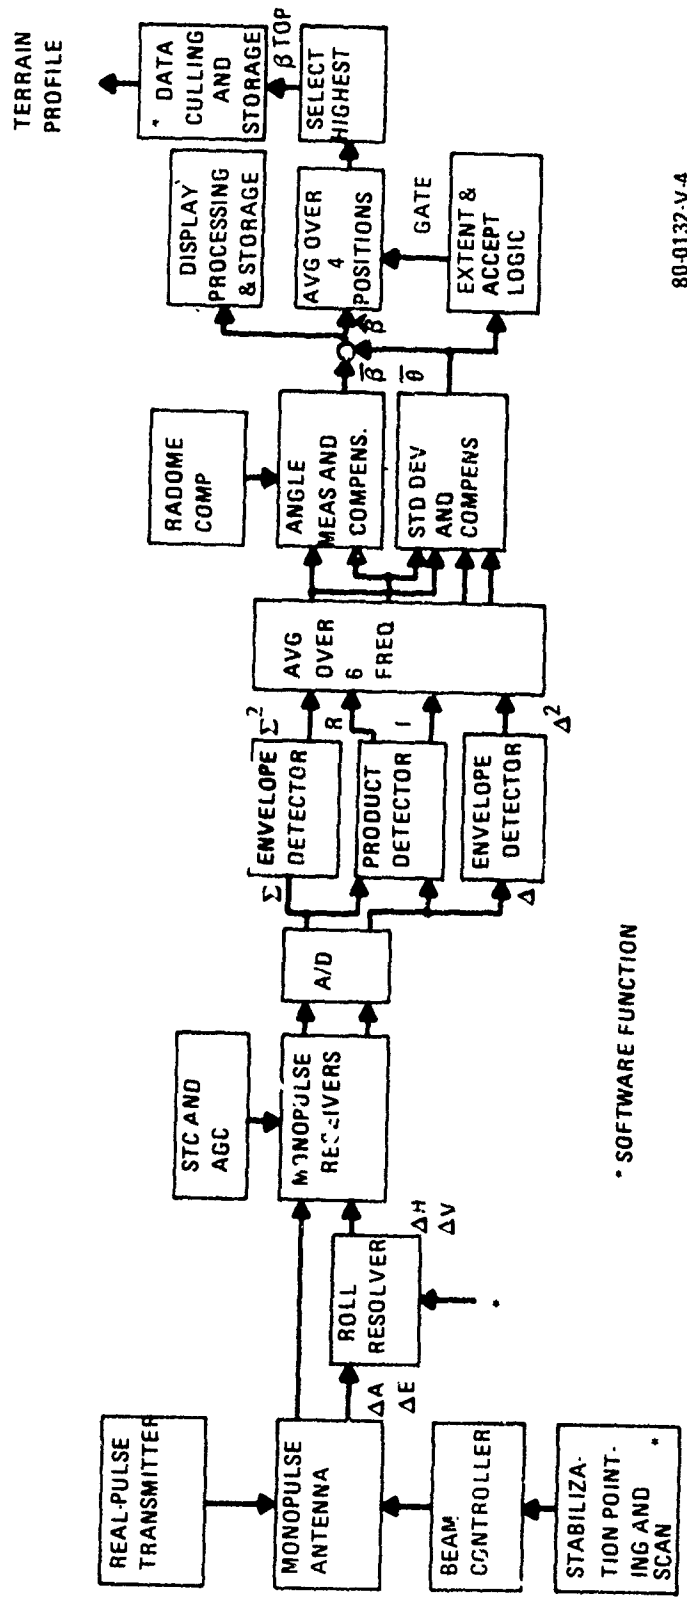 REAL-PULSE
TRANSMITTER
MONOPULSE
ANTENNA
BEAM
CONTROLLER
STABILIZA-
TION POINT-
ING AND
SCAN *
ΔA
ΔE
ROLL
RESOLVER
*
ΔH
ΔV
STC AND
AGC
MONOPULSE
RECEIVERS
A/D
Σ
Δ
ENVELOPE
DETECTOR
PRODUCT
DETECTOR
ENVELOPE
DETECTOR
Σ²
R
I
Δ²
AVG
OVER
6
FREQ
RADOME
COMP
ANGLE
MEAS AND
COMPENS.
STD DEV
AND
COMPENS
β̅
θ̅
DISPLAY
PROCESSING
& STORAGE
AVG OVER
4
POSITIONS
GATE
EXTENT &
ACCEPT
LOGIC
SELECT
HIGHEST
β TOP
* DATA
CULLING
AND
STORAGE
TERRAIN
PROFILE
* SOFTWARE FUNCTION
80-0132-V-4